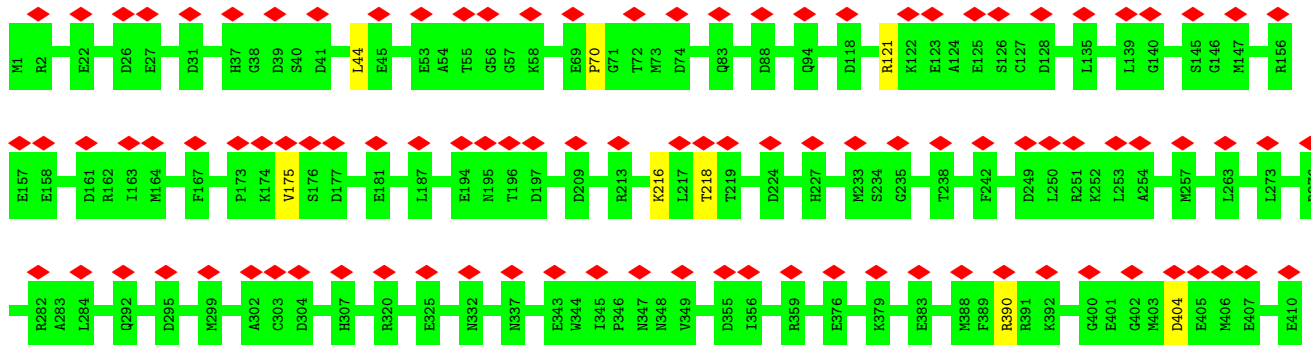 M1 R2 E22 D26 E27 D31 H37 G38 D39 S40 D41 L44 E45 E53 A54 T55 G56 G57 K58 E69 P70 G71 T72 M73 D74 Q83 D88 Q94 D118 R121 K122 E123 A124 E125 S126 C127 D128 L135 L139 G140 S145 G146 M147 R156
E157 E158 D161 R162 I163 M164 F167 P173 K174 V175 S176 D177 E181 L187 E194 N195 T196 D197 D209 R213 K216 L217 T218 T219 D224 H227 M233 S234 G235 T238 F242 D249 L250 R251 K252 L253 A254 M257 L263 L273
R282 A283 L284 Q292 D295 M299 A302 C303 D304 H307 R320 E325 N332 N337 E343 W344 I345 P346 N347 N348 V349 D355 I356 R359 E376 K379 E383 M388 F389 R390 R391 K392 G400 E401 G402 M403 D404 E405 M406 E407 E410